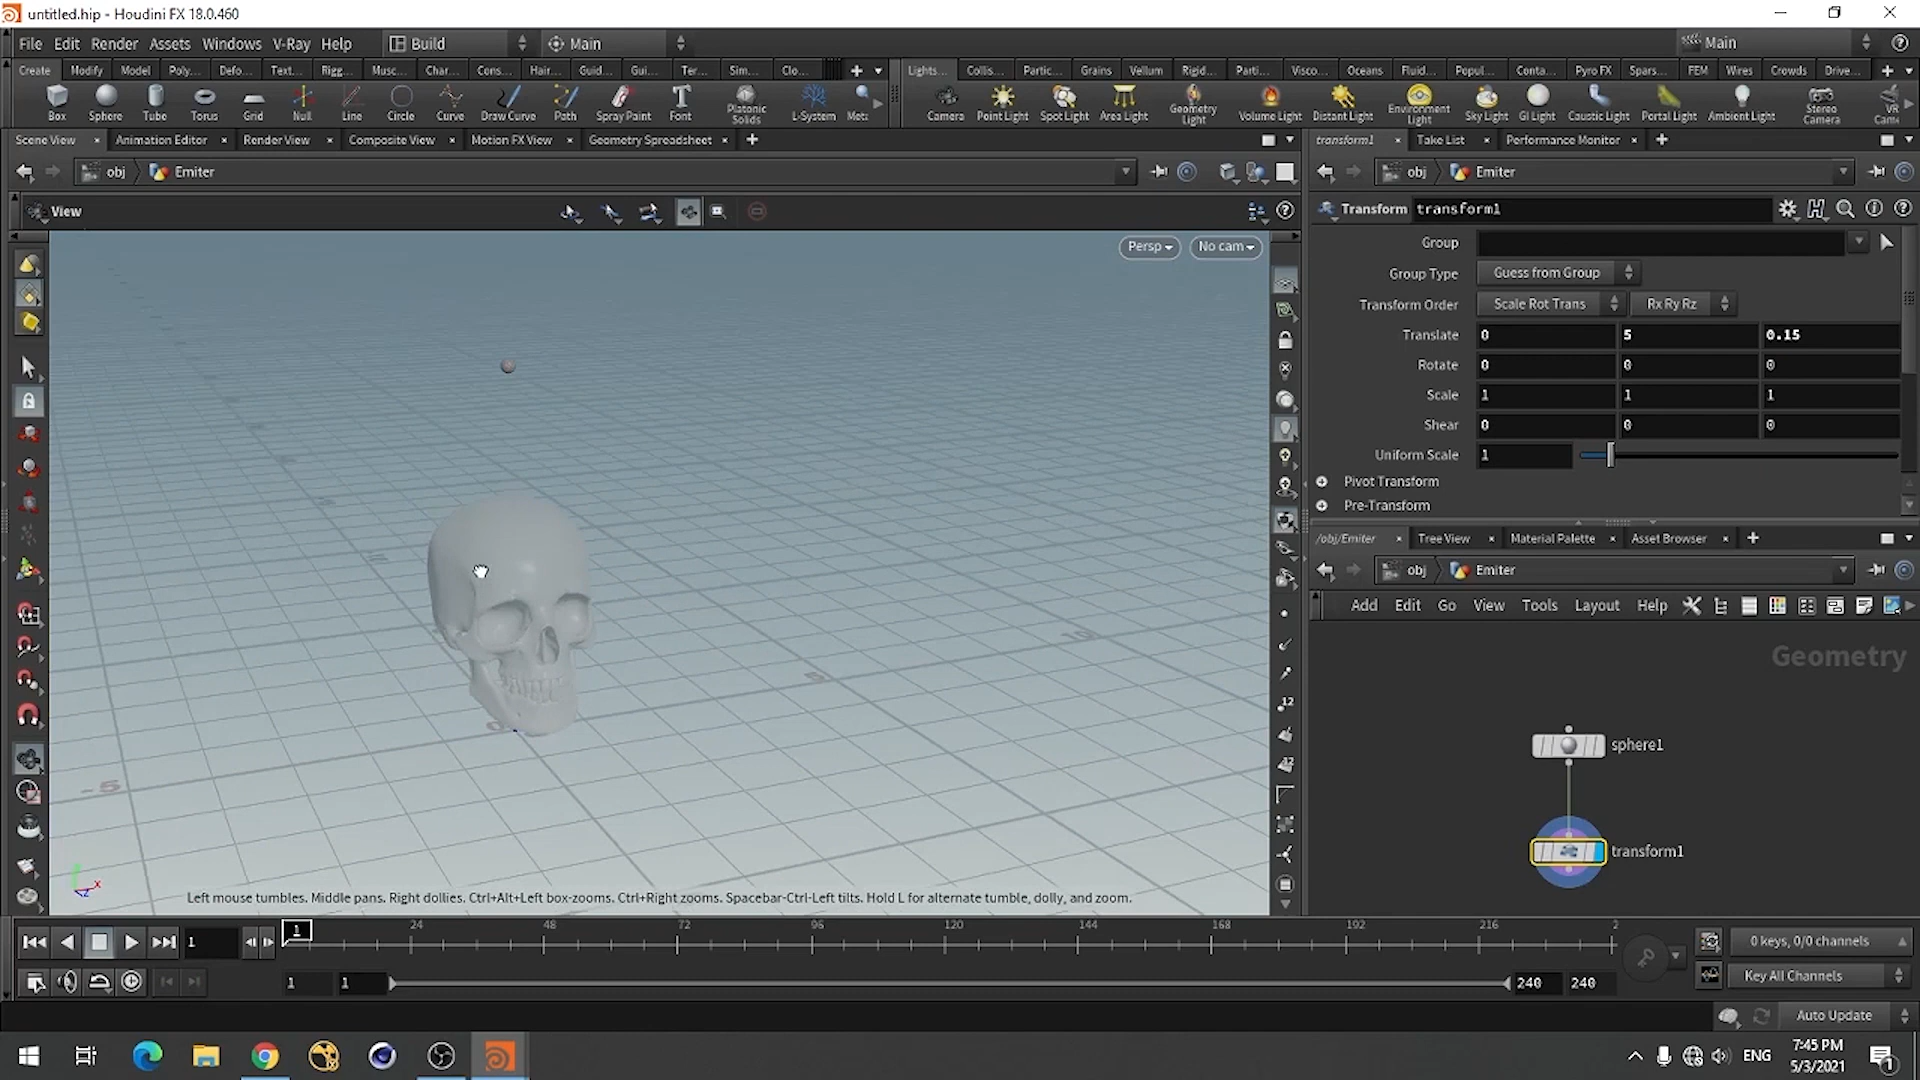 untitled.hip - Houdini FX 18.0.460
File Edit Render Assets Windows V-Ray Help Build Main Main
Create Modify Model Poly... Defo... Text... Rigg... Musc... Char... Cons... Hair... Guid... Gui... Ter... Sim... Clo... Lights... Collis... Partic... Grains Vellum Rigid... Parti... Visco... Oceans Fluid... Popul... Conta... Pyro FX Spars... FEM Wires Crowds Drive...
Box Sphere Tube Torus Grid Null Line Circle Curve Draw Curve Path Spray Paint Font Platonic Solids L-System Meta Camera Point Light Spot Light Area Light Geometry Light Volume Light Distant Light Environment Light Sky Light GI Light Caustic Light Portal Light Ambient Light Stereo Camera VR Cam
Scene View Animation Editor Render View Composite View Motion FX View Geometry Spreadsheet transform1 Take List Performance Monitor
obj Emiter obj Emiter
View Transform transform1
Persp No cam
Group
Group Type Guess from Group
Transform Order Scale Rot Trans Rx Ry Rz
Translate 0 5 0.15
Rotate 0 0 0
Scale 1 1 1
Shear 0 0 0
Uniform Scale 1
Pivot Transform
Pre-Transform
/obj/Emiter Tree View Material Palette Asset Browser
obj Emiter
Add Edit Go View Tools Layout Help
Geometry
sphere1
transform1
10
5
0
-5
x
z
12
Left mouse tumbles. Middle pans. Right dollies. Ctrl+Alt+Left box-zooms. Ctrl+Right zooms. Spacebar-Ctrl-Left tilts. Hold L for alternate tumble, dolly, and zoom.
1 1 24 48 72 96 120 144 168 192 216 2
0 keys, 0/0 channels
1 1 240 240 Key All Channels
Auto Update
ENG 7:45 PM
5/3/2021
1